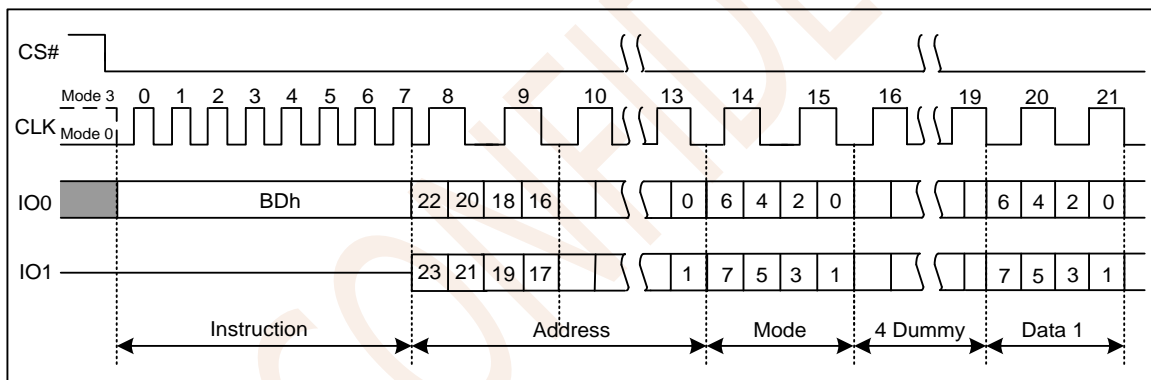 CS#
Mode 3 0 1 2 3 4 5 6 7 8 9 10 13 14 15 16 19 20 21
CLK Mode 0
IO0 BDh 22 20 18 16 0 6 4 2 0 6 4 2 0
IO1 23 21 19 17 1 7 5 3 1 7 5 3 1
Instruction Address Mode 4 Dummy Data 1